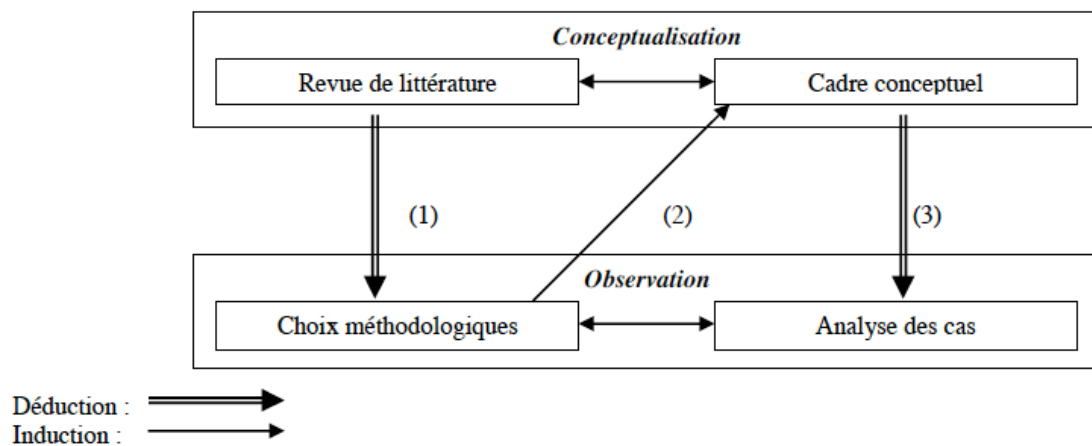 Conceptualisation
Revue de littérature
Cadre conceptuel
(1)
(2)
(3)
Observation
Choix méthodologiques
Analyse des cas
Déduction :
Induction :